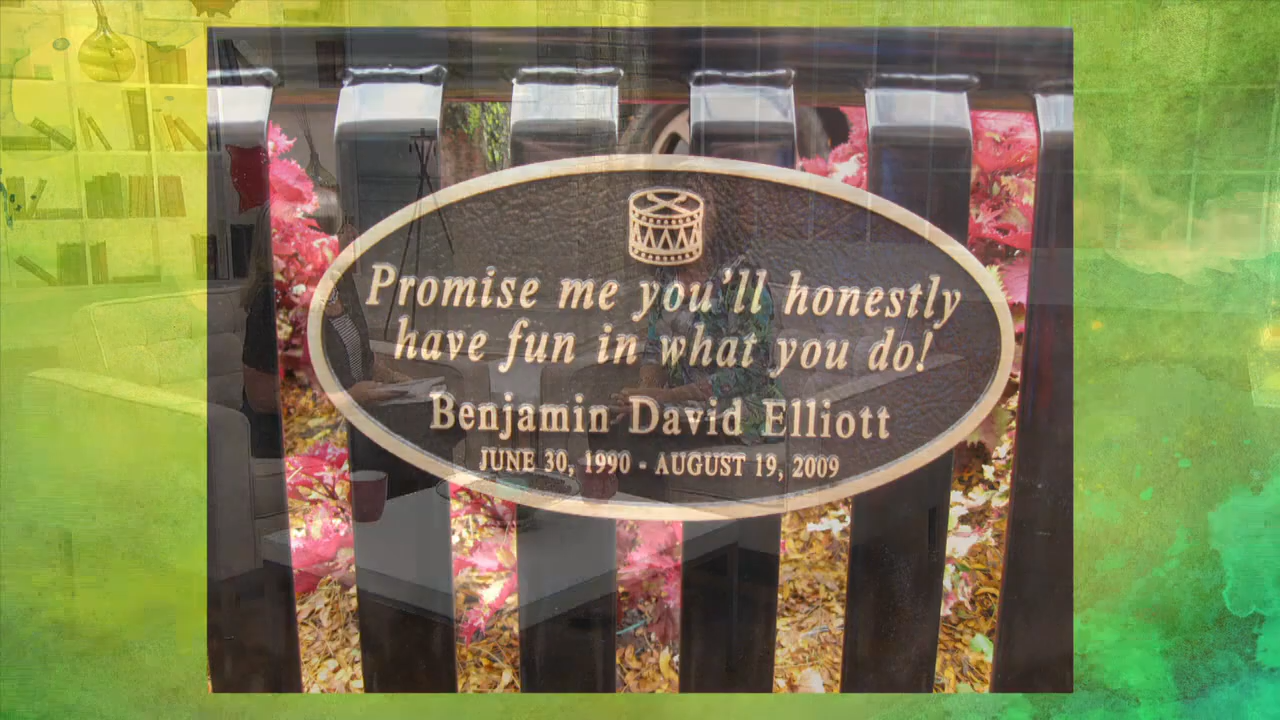 Promise me you'll honestly
have fun in what you do!
Benjamin David Elliott
JUNE 30, 1990 - AUGUST 19, 2009